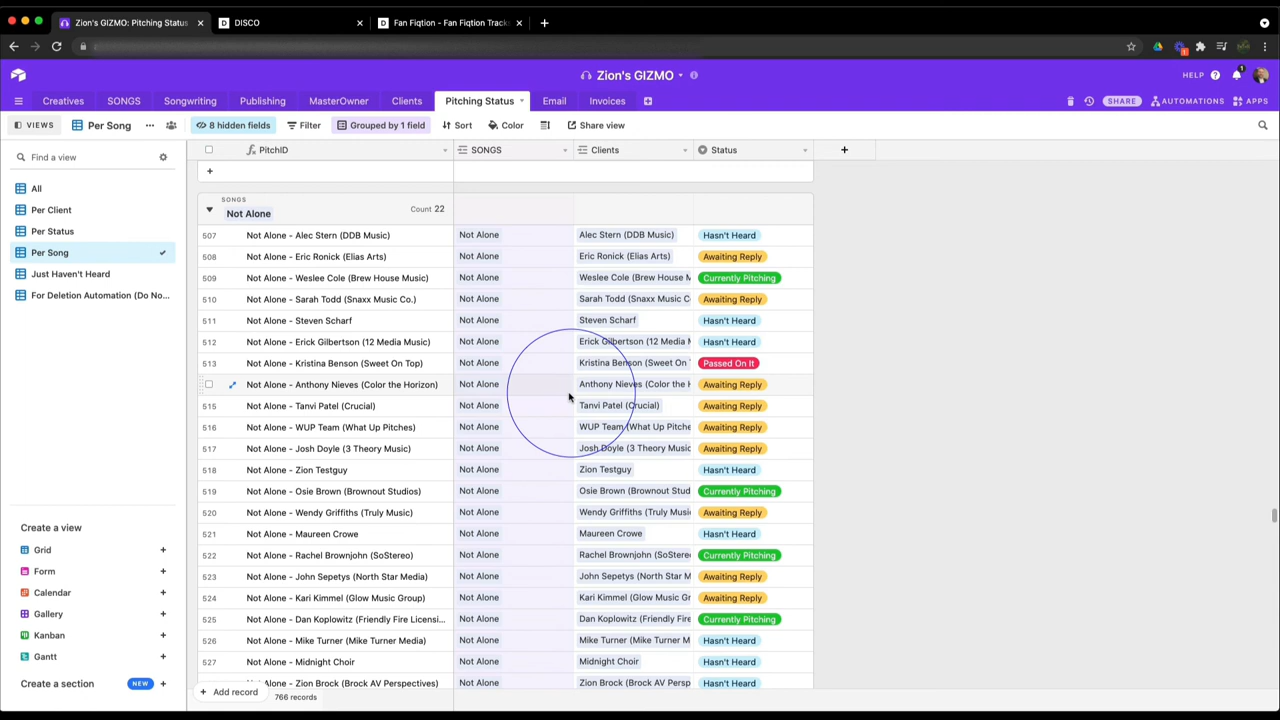 Zion's GIZMO: Pitching Status
DISCO
Fan Fiqtion - Fan Fiqtion Track
Zion's GIZMO
HELP
Creatives
SONGS
Songwriting
Publishing
MasterOwner
Clients
Pitching Status
Email
Invoices
SHARE
AUTOMATIONS
APPS
VIEWS
Per Song
8 hidden fields
Filter
Grouped by 1 field
Sort
Color
Share view
Find a view
All
Per Client
Per Status
Per Song
Just Haven't Heard
For Deletion Automation (Do No...
Create a view
Grid
Form
Calendar
Gallery
Kanban
Gantt
Create a section NEW
PitchID SONGS Clients Status
SONGS
Not Alone Count 22
507 Not Alone - Alec Stern (DDB Music) Not Alone Alec Stern (DDB Music) Hasn't Heard
508 Not Alone - Eric Ronick (Elias Arts) Not Alone Eric Ronick (Elias Arts) Awaiting Reply
509 Not Alone - Weslee Cole (Brew House Music) Not Alone Weslee Cole (Brew House M Currently Pitching
510 Not Alone - Sarah Todd (Snaxx Music Co.) Not Alone Sarah Todd (Snaxx Music C Awaiting Reply
511 Not Alone - Steven Scharf Not Alone Steven Scharf Hasn't Heard
512 Not Alone - Erick Gilbertson (12 Media Music) Not Alone Erick Gilbertson (12 Media M Hasn't Heard
513 Not Alone - Kristina Benson (Sweet On Top) Not Alone Kristina Benson (Sweet On Passed On It
Not Alone - Anthony Nieves (Color the Horizon) Not Alone Anthony Nieves (Color the H Awaiting Reply
515 Not Alone - Tanvi Patel (Crucial) Not Alone Tanvi Patel (Crucial) Awaiting Reply
516 Not Alone - WUP Team (What Up Pitches) Not Alone WUP Team (What Up Pitche Awaiting Reply
517 Not Alone - Josh Doyle (3 Theory Music) Not Alone Josh Doyle (3 Theory Music Awaiting Reply
518 Not Alone - Zion Testguy Not Alone Zion Testguy Hasn't Heard
519 Not Alone - Osie Brown (Brownout Studios) Not Alone Osie Brown (Brownout Stud Currently Pitching
520 Not Alone - Wendy Griffiths (Truly Music) Not Alone Wendy Griffiths (Truly Musi Awaiting Reply
521 Not Alone - Maureen Crowe Not Alone Maureen Crowe Hasn't Heard
522 Not Alone - Rachel Brownjohn (SoStereo) Not Alone Rachel Brownjohn (SoStere Currently Pitching
523 Not Alone - John Sepetys (North Star Media) Not Alone John Sepetys (North Star M Awaiting Reply
524 Not Alone - Kari Kimmel (Glow Music Group) Not Alone Kari Kimmel (Glow Music Gr Awaiting Reply
525 Not Alone - Dan Koplowitz (Friendly Fire Licensi... Not Alone Dan Koplowitz (Friendly Fire Currently Pitching
526 Not Alone - Mike Turner (Mike Turner Media) Not Alone Mike Turner (Mike Turner M Hasn't Heard
527 Not Alone - Midnight Choir Not Alone Midnight Choir Hasn't Heard
Not Alone - Zion Brock (Brock AV Perspectives) Not Alone Zion Brock (Brock AV Persp Hasn't Heard
Add record
766 records